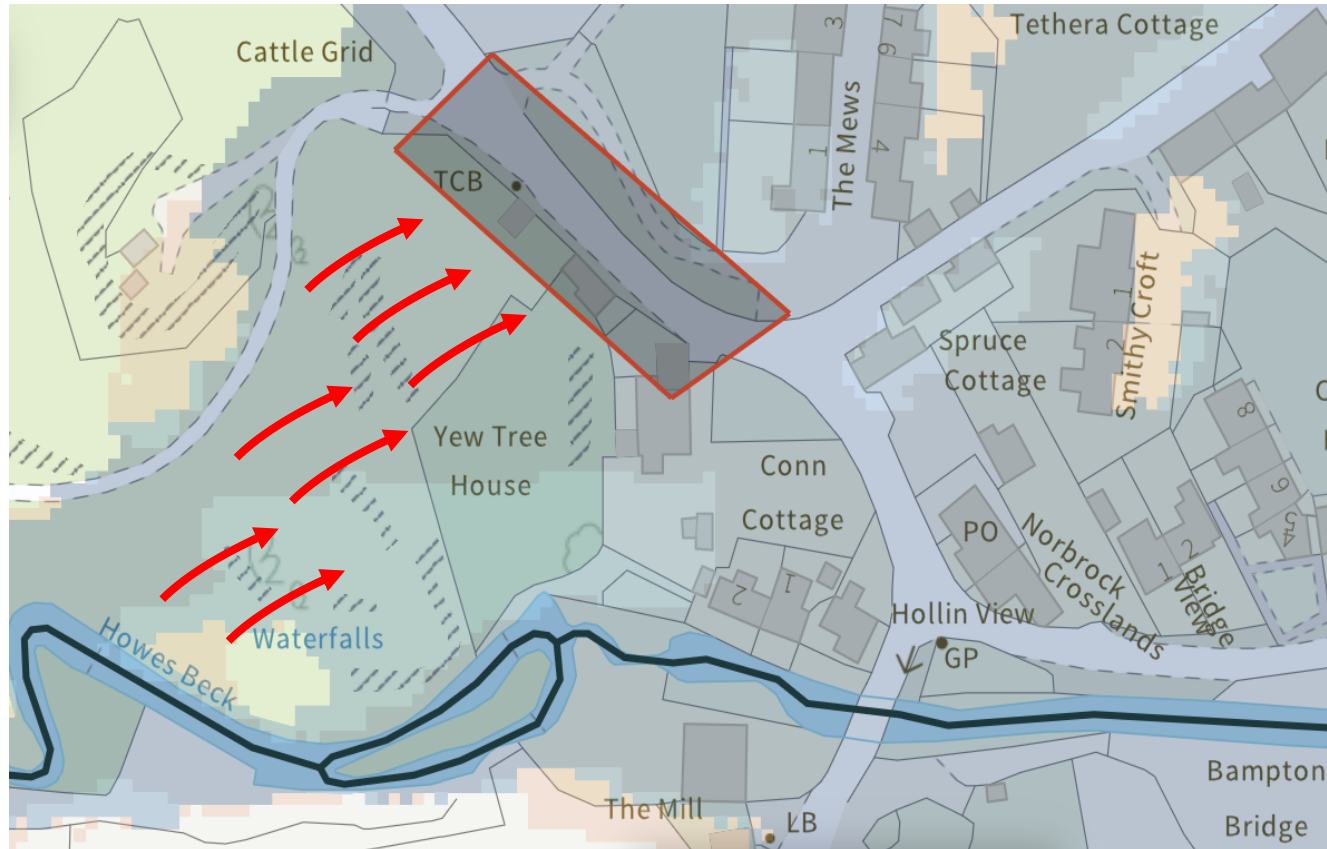 Cattle Grid
3
7
6
Tethera Cottage
The Mews
1
4
TCB
Spruce
Cottage
1
2
Smithy Croft
Yew Tree
House
Conn
Cottage
PO
Norbrock
Crosslands
8
6
5
2
1
Bridge
View
2
1
Hollin View
GP
Howes Beck
Waterfalls
The Mill
LB
Bampton
Bridge